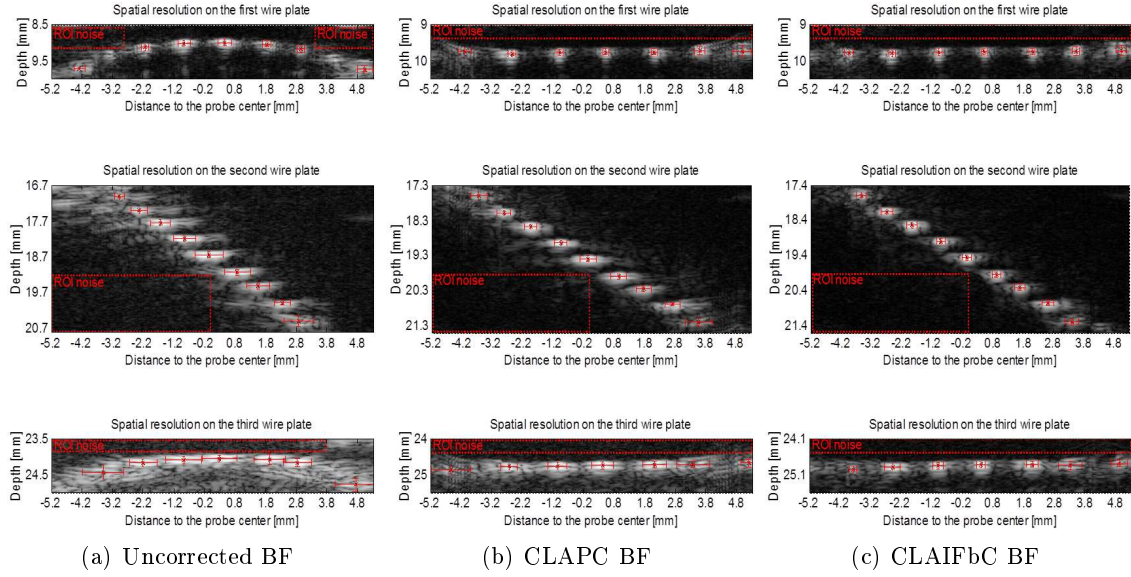 Spatial resolution on the first wire plate
8.5
9.5
Depth [mm]
ROI noise
ROI noise
-5.2 -4.2 -3.2 -2.2 -1.2 -0.2 0.8 1.8 2.8 3.8 4.8
Distance to the probe center [mm]
Spatial resolution on the first wire plate
9
10
Depth [mm]
ROI noise
-5.2 -4.2 -3.2 -2.2 -1.2 -0.2 0.8 1.8 2.8 3.8 4.8
Distance to the probe center [mm]
Spatial resolution on the first wire plate
9
10
Depth [mm]
ROI noise
-5.2 -4.2 -3.2 -2.2 -1.2 -0.2 0.8 1.8 2.8 3.8 4.8
Distance to the probe center [mm]
Spatial resolution on the second wire plate
16.7
17.7
18.7
19.7
20.7
Depth [mm]
ROI noise
-5.2 -4.2 -3.2 -2.2 -1.2 -0.2 0.8 1.8 2.8 3.8 4.8
Distance to the probe center [mm]
Spatial resolution on the second wire plate
17.3
18.3
19.3
20.3
21.3
Depth [mm]
ROI noise
-5.2 -4.2 -3.2 -2.2 -1.2 -0.2 0.8 1.8 2.8 3.8 4.8
Distance to the probe center [mm]
Spatial resolution on the second wire plate
17.4
18.4
19.4
20.4
21.4
Depth [mm]
ROI noise
-5.2 -4.2 -3.2 -2.2 -1.2 -0.2 0.8 1.8 2.8 3.8 4.8
Distance to the probe center [mm]
Spatial resolution on the third wire plate
23.5
24.5
Depth [mm]
ROI noise
-5.2 -4.2 -3.2 -2.2 -1.2 -0.2 0.8 1.8 2.8 3.8 4.8
Distance to the probe center [mm]
Spatial resolution on the third wire plate
24
25
Depth [mm]
ROI noise
-5.2 -4.2 -3.2 -2.2 -1.2 -0.2 0.8 1.8 2.8 3.8 4.8
Distance to the probe center [mm]
Spatial resolution on the third wire plate
24.1
25.1
Depth [mm]
ROI noise
-5.2 -4.2 -3.2 -2.2 -1.2 -0.2 0.8 1.8 2.8 3.8 4.8
Distance to the probe center [mm]
(a) Uncorrected BF
(b) CLAPC BF
(c) CLAIFbC BF